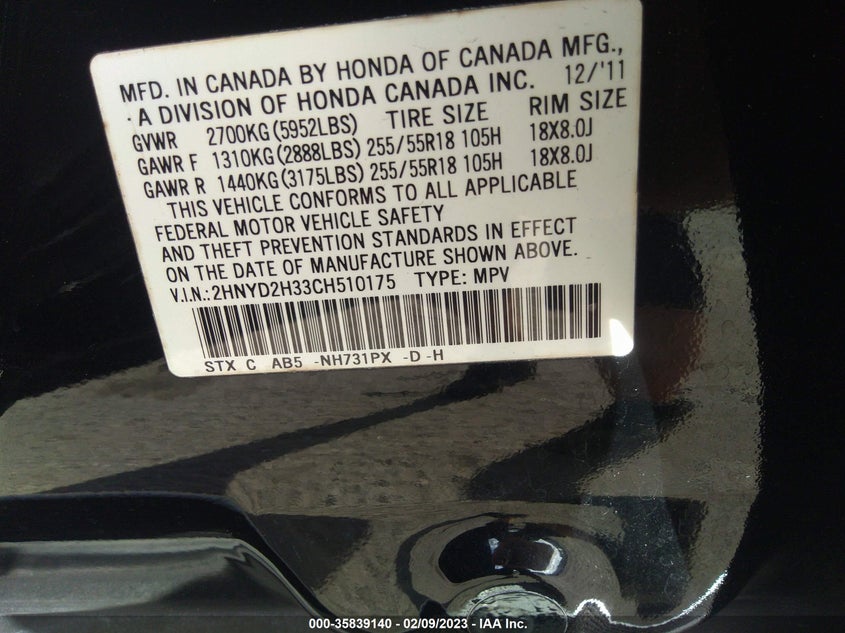 MFD. IN CANADA BY HONDA OF CANADA MFG.,
A DIVISION OF HONDA CANADA INC. 12/'11
GVWR 2700KG(5952LBS) TIRE SIZE RIM SIZE
GAWR F 1310KG(2888LBS) 255/55R18 105H 18X8.0J
GAWR R 1440KG(3175LBS) 255/55R18 105H 18X8.0J
THIS VEHICLE CONFORMS TO ALL APPLICABLE
FEDERAL MOTOR VEHICLE SAFETY
AND THEFT PREVENTION STANDARDS IN EFFECT
ON THE DATE OF MANUFACTURE SHOWN ABOVE.
V.I.N.:2HNYD2H33CH510175 TYPE: MPV
STX C AB5 -NH731PX -D -H
000-35839140 - 02/09/2023 - IAA Inc.